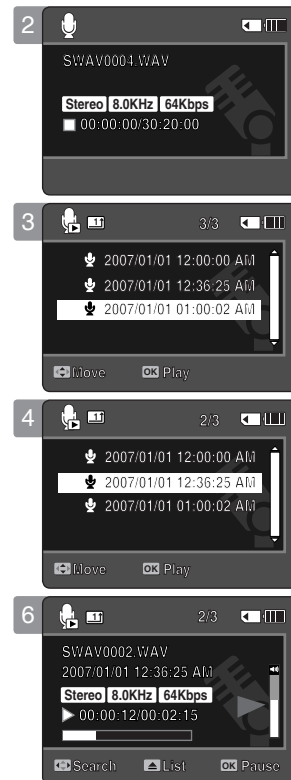 2
SWAV0004.WAV
Stereo 8.0KHz 64Kbps
00:00:00/30:20:00
3
3/3
2007/01/01 12:00:00 AM
2007/01/01 12:36:25 AM
2007/01/01 01:00:02 AM
Move OK Play
4
2/3
2007/01/01 12:00:00 AM
2007/01/01 12:36:25 AM
2007/01/01 01:00:02 AM
Move OK Play
6
2/3
SWAV0002.WAV
2007/01/01 12:36:25 AM
Stereo 8.0KHz 64Kbps
00:00:12/00:02:15
Search List OK Pause